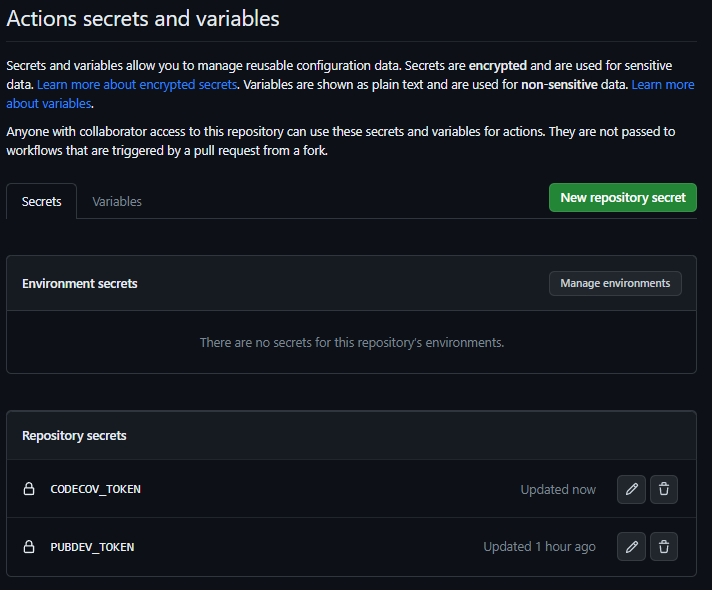 Actions secrets and variables
Secrets and variables allow you to manage reusable configuration data. Secrets are encrypted and are used for sensitive
data. Learn more about encrypted secrets. Variables are shown as plain text and are used for non-sensitive data. Learn more
about variables.
Anyone with collaborator access to this repository can use these secrets and variables for actions. They are not passed to
workflows that are triggered by a pull request from a fork.
Secrets
Variables
New repository secret
Environment secrets
Manage environments
There are no secrets for this repository's environments.
Repository secrets
CODECOV_TOKEN
Updated now
PUBDEV_TOKEN
Updated 1 hour ago